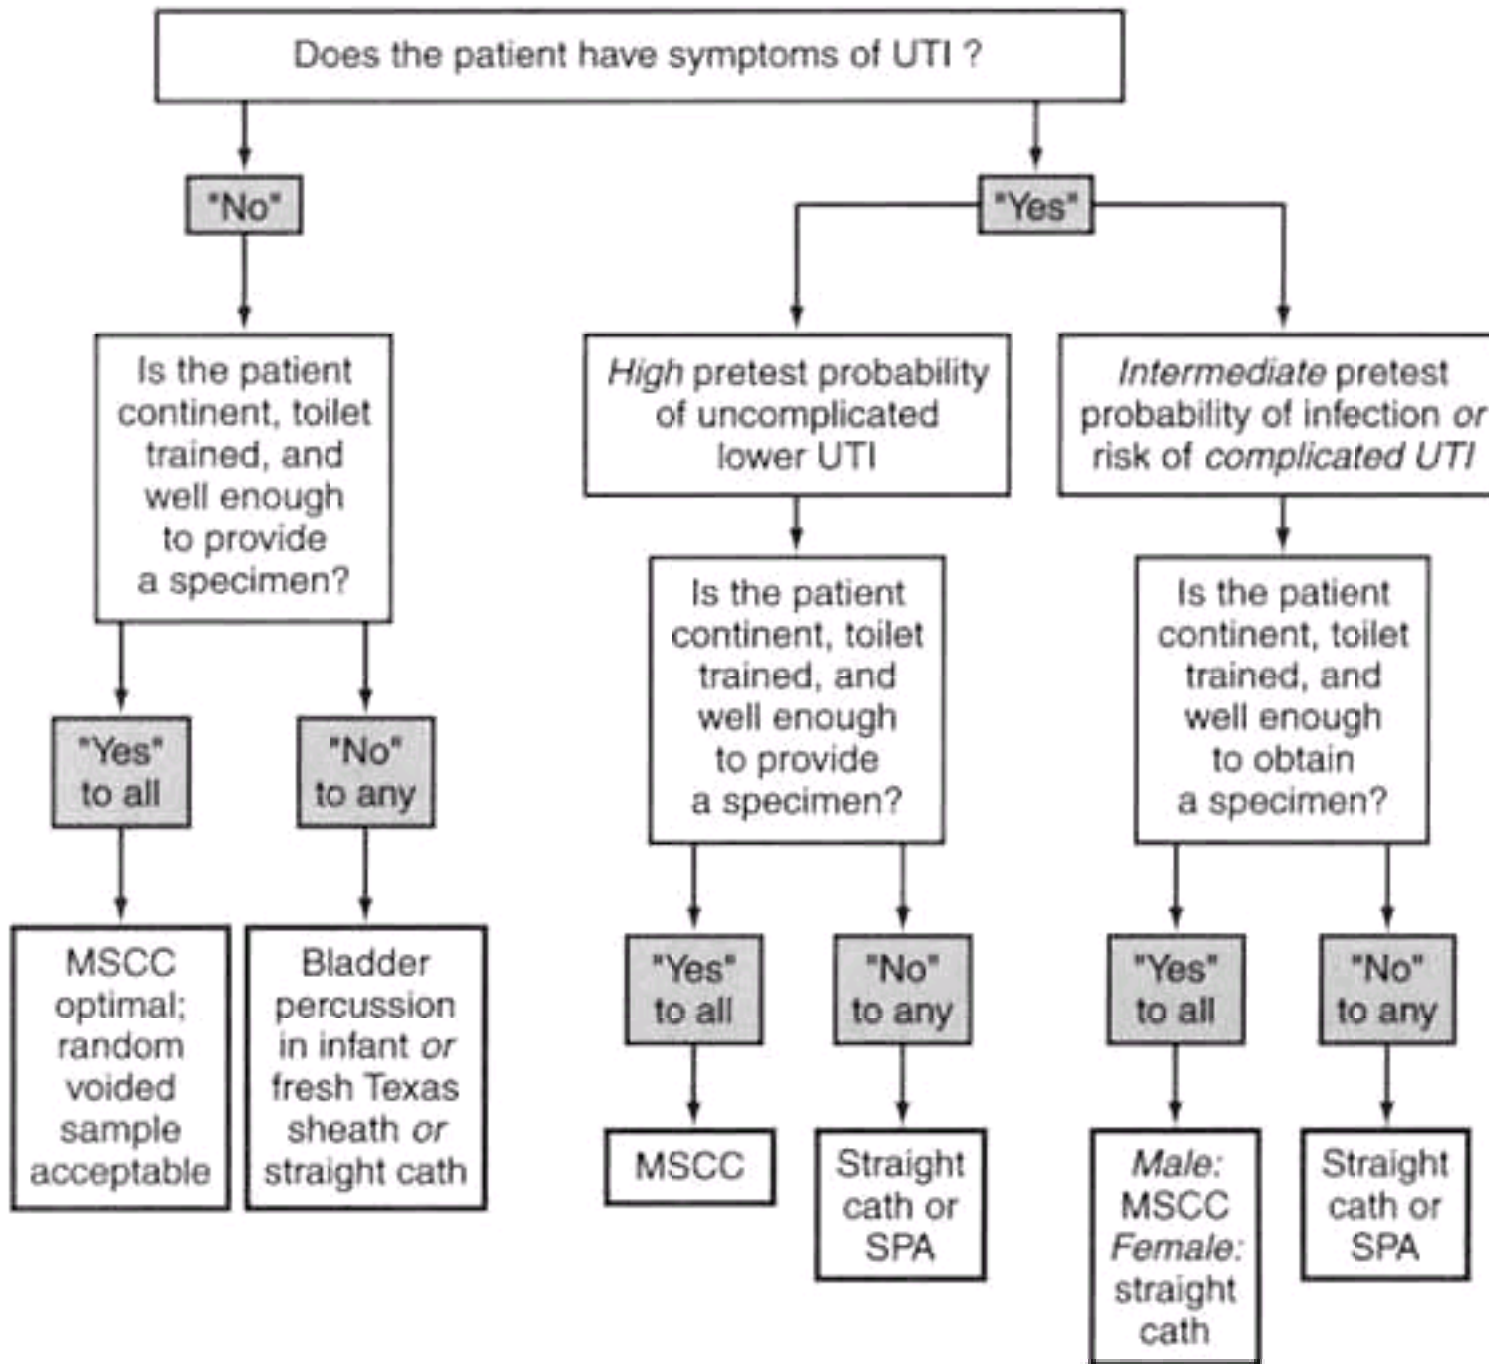 Does the patient have symptoms of UTI ?
"No"
"Yes"
Is the patient
continent, toilet
trained, and
well enough
to provide
a specimen?
High pretest probability
of uncomplicated
lower UTI
Intermediate pretest
probability of infection or
risk of complicated UTI
Is the patient
continent, toilet
trained, and
well enough
to provide
a specimen?
Is the patient
continent, toilet
trained, and
well enough
to obtain
a specimen?
"Yes"
to all
"No"
to any
"Yes"
to all
"No"
to any
"Yes"
to all
"No"
to any
MSCC
optimal;
random
voided
sample
acceptable
Bladder
percussion
in infant or
fresh Texas
sheath or
straight cath
MSCC
Straight
cath or
SPA
Male:
MSCC
Female:
straight
cath
Straight
cath or
SPA